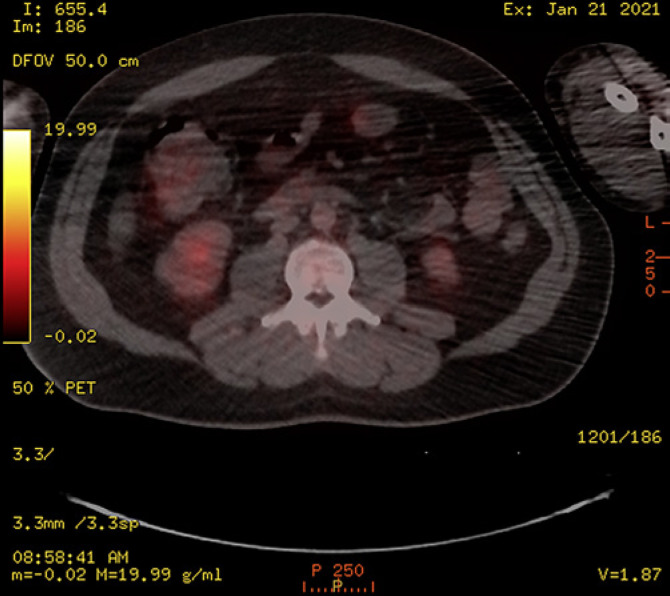 I: 655.4
Im: 186
Ex: Jan 21 2021
DFOV 50.0 cm
19.99
L
2
5
0
-0.02
50 % PET
1201/186
3.3/
3.3mm /3.3sp
08:58:41 AM
m=-0.02 M=19.99 g/ml
P 250
P
V=1.87